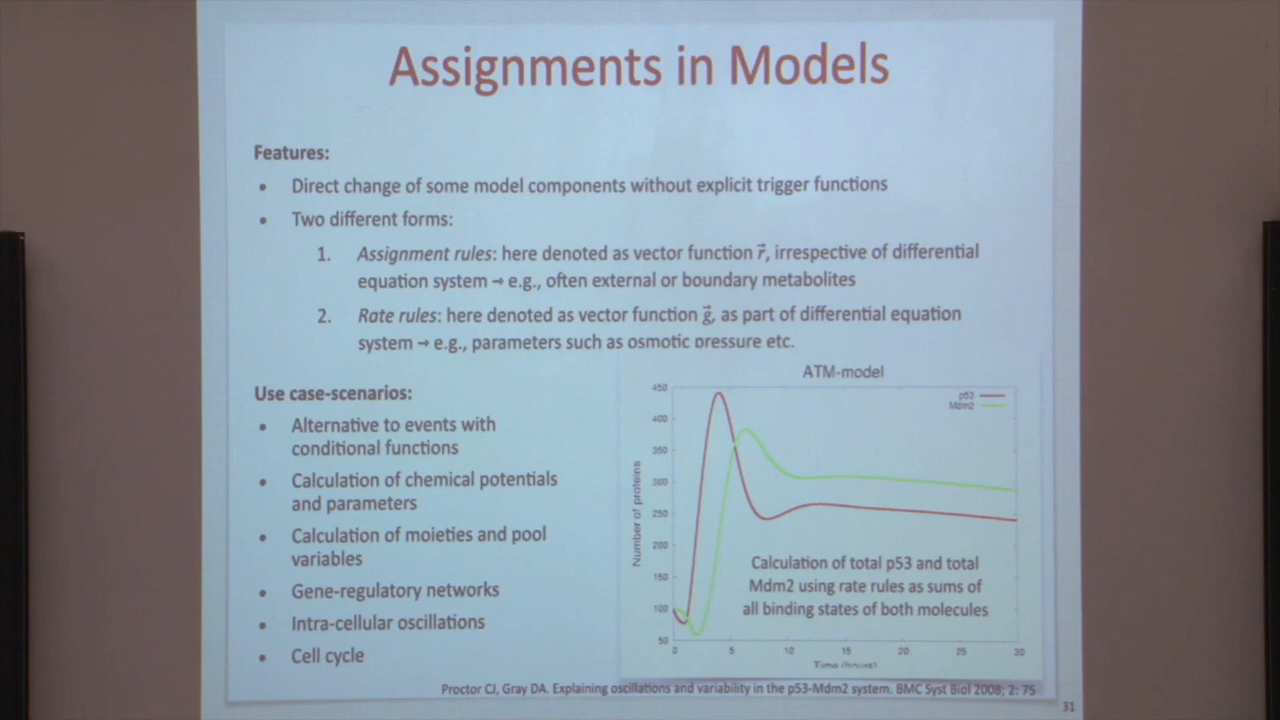 Assignments in Models
Features:
• Direct change of some model components without explicit trigger functions
• Two different forms:
1. Assignment rules: here denoted as vector function r⃗, irrespective of differential
equation system → e.g., often external or boundary metabolites
2. Rate rules: here denoted as vector function g⃗, as part of differential equation
system → e.g., parameters such as osmotic pressure etc.
Use case-scenarios:
• Alternative to events with
conditional functions
• Calculation of chemical potentials
and parameters
• Calculation of moieties and pool
variables
• Gene-regulatory networks
• Intra-cellular oscillations
• Cell cycle
ATM-model
p53
Mdm2
Number of proteins
450
400
350
300
250
200
150
100
50
0 5 10 15 20 25 30
Time (hours)
Calculation of total p53 and total
Mdm2 using rate rules as sums of
all binding states of both molecules
Proctor CJ, Gray DA. Explaining oscillations and variability in the p53-Mdm2 system. BMC Syst Biol 2008; 2: 75
31